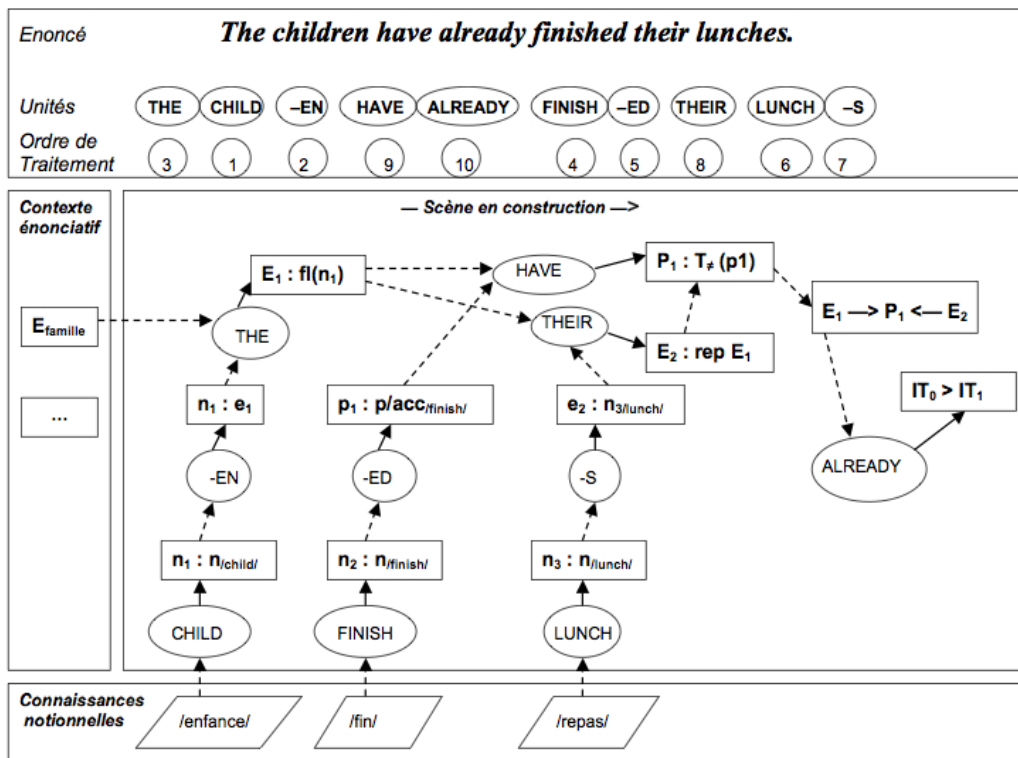 Enoncé The children have already finished their lunches.
Unités THE CHILD –EN HAVE ALREADY FINISH –ED THEIR LUNCH –S
Ordre de
Traitement 3 1 2 9 10 4 5 8 6 7
Contexte
énonciatif
— Scène en construction —>
E₁ : fl(n₁)
HAVE
P₁ : T≠ (p1)
E famille
THE
THEIR
E₁ —> P₁ <— E₂
E₂ : rep E₁
n₁ : e₁
p₁ : p/acc/finish/
e₂ : n₃/lunch/
IT₀ > IT₁
...
-EN
-ED
-S
ALREADY
n₁ : n/child/
n₂ : n/finish/
n₃ : n/lunch/
CHILD
FINISH
LUNCH
Connaissances
notionnelles
/enfance/
/fin/
/repas/